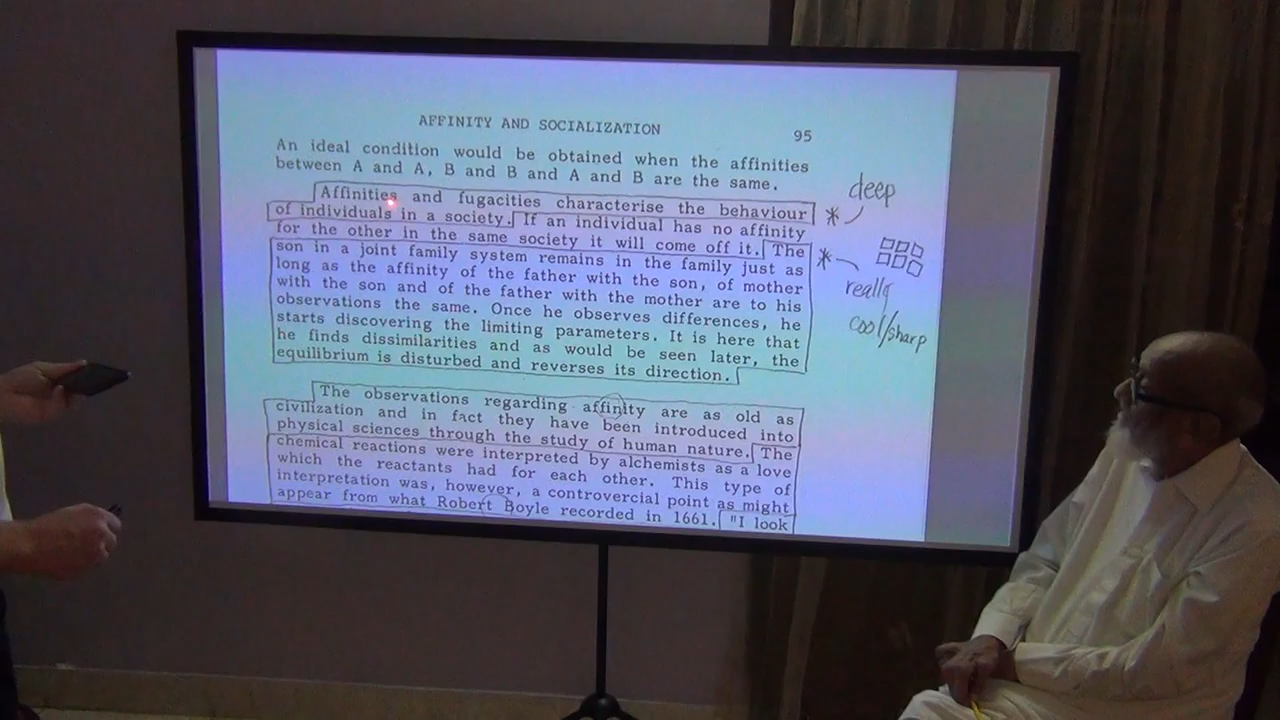 AFFINITY AND SOCIALIZATION 95
An ideal condition would be obtained when the affinities
between A and A, B and B and A and B are the same.
Affinities and fugacities characterise the behaviour
of individuals in a society. If an individual has no affinity
for the other in the same society it will come off it. The
son in a joint family system remains in the family just as
long as the affinity of the father with the son, of mother
with the son and of the father with the mother are to his
observations the same. Once he observes differences, he
starts discovering the limiting parameters. It is here that
he finds dissimilarities and as would be seen later, the
equilibrium is disturbed and reverses its direction.
The observations regarding affinity are as old as
civilization and in fact they have been introduced into
physical sciences through the study of human nature. The
chemical reactions were interpreted by alchemists as a love
which the reactants had for each other. This type of
interpretation was, however, a controvercial point as might
appear from what Robert Boyle recorded in 1661. "I look
* deep
* really
cool/sharp